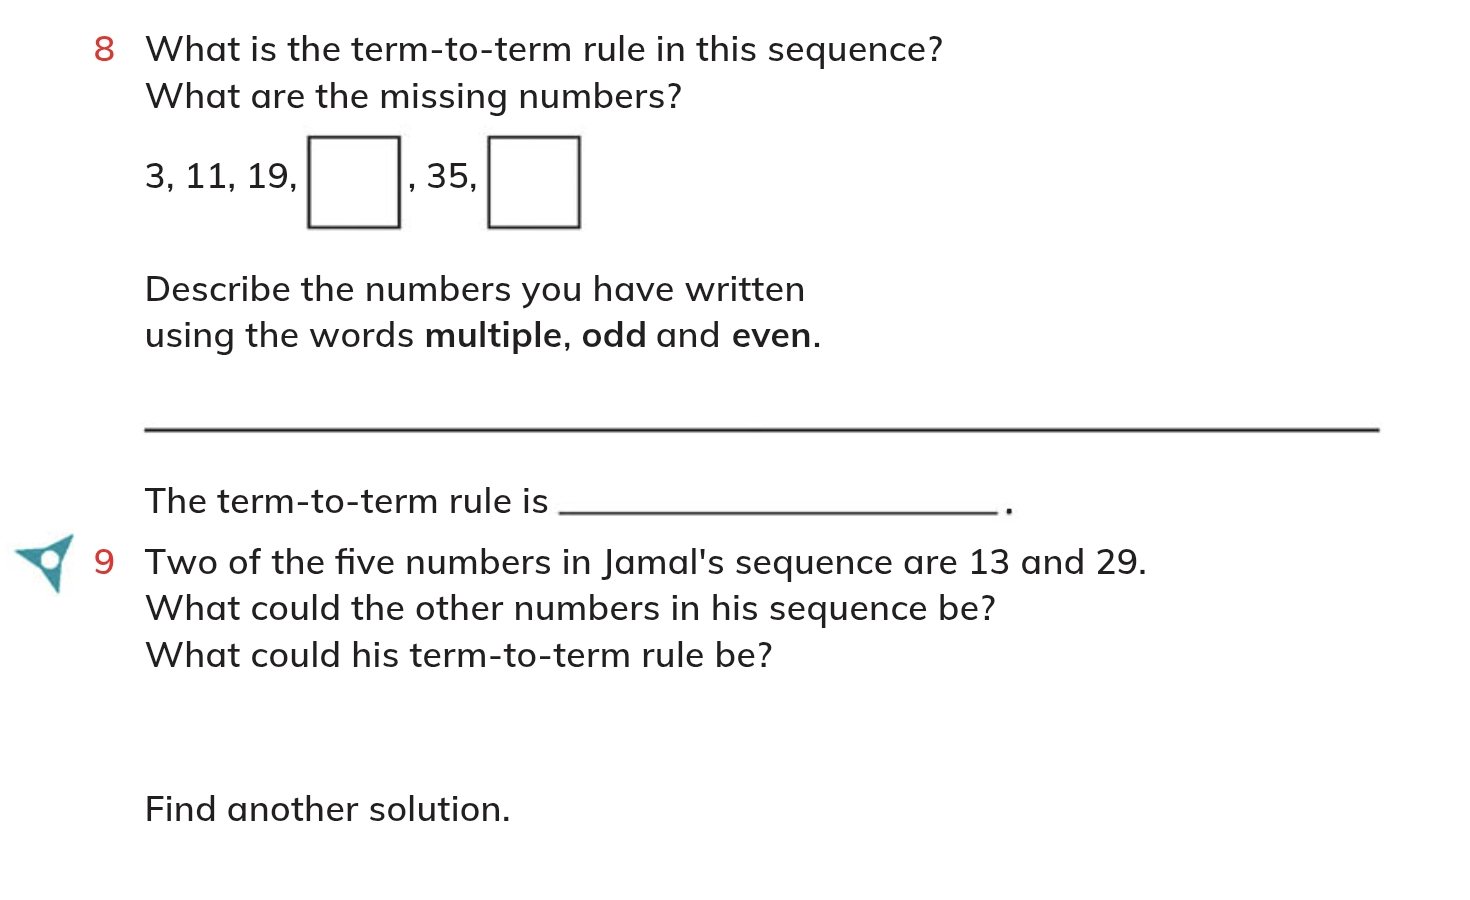 8 What is the term-to-term rule in this sequence?
What are the missing numbers?
3, 11, 19, , 35,
Describe the numbers you have written
using the words multiple, odd and even.
The term-to-term rule is .
9 Two of the five numbers in Jamal's sequence are 13 and 29.
What could the other numbers in his sequence be?
What could his term-to-term rule be?
Find another solution.